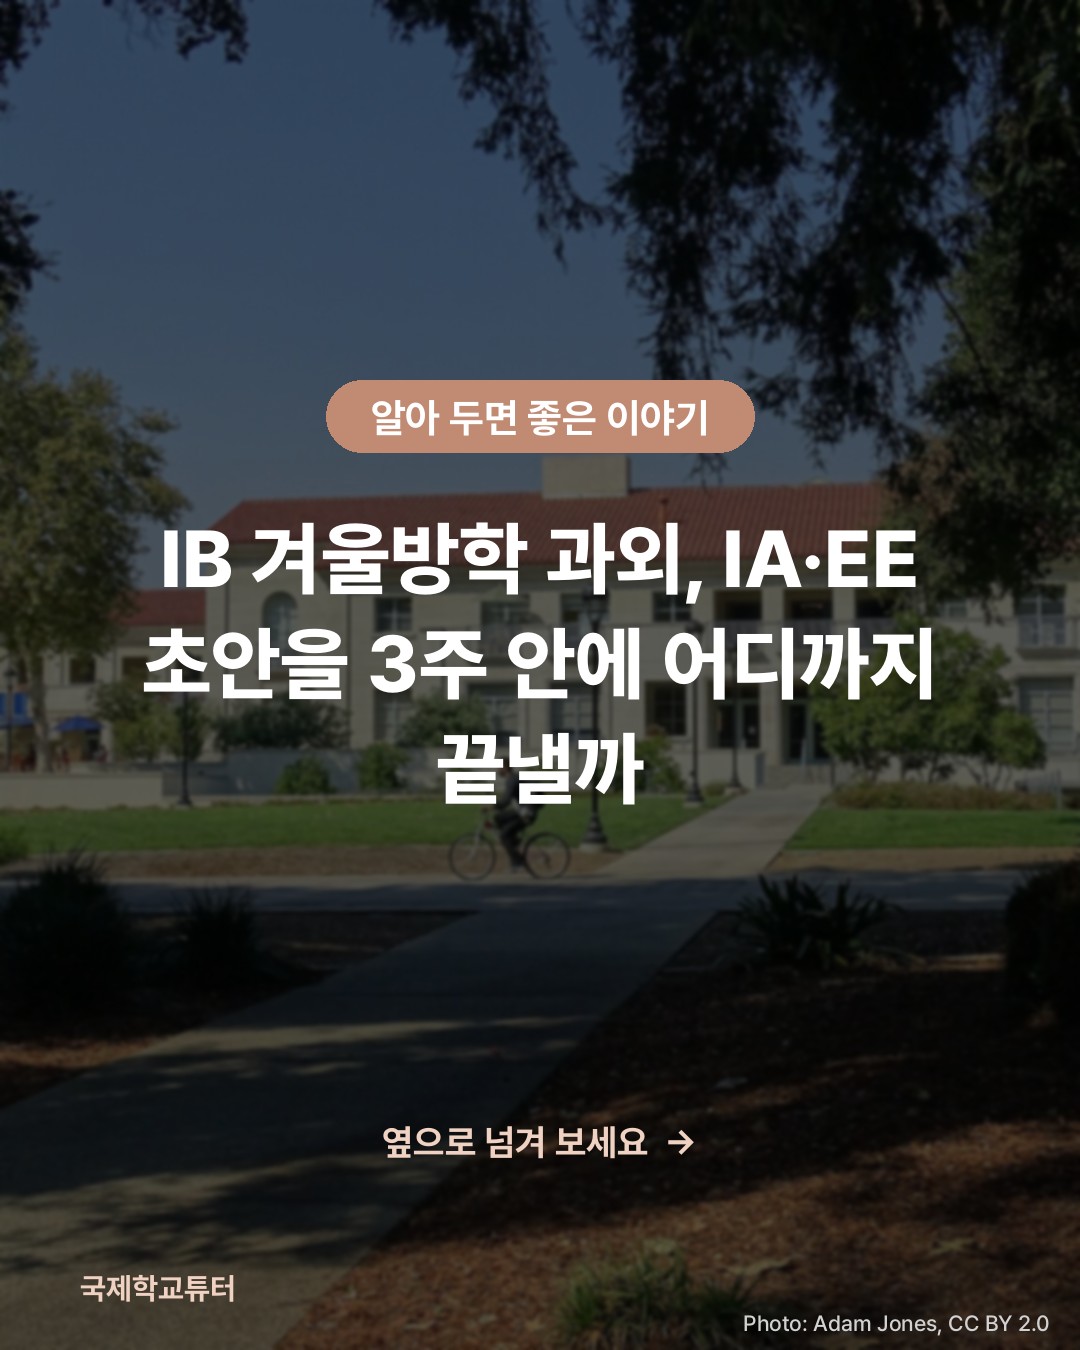 알아 두면 좋은 이야기
IB 겨울방학 과외, IA·EE
초안을 3주 안에 어디까지
끝낼까
옆으로 넘겨 보세요 →
국제학교튜터
Photo: Adam Jones, CC BY 2.0